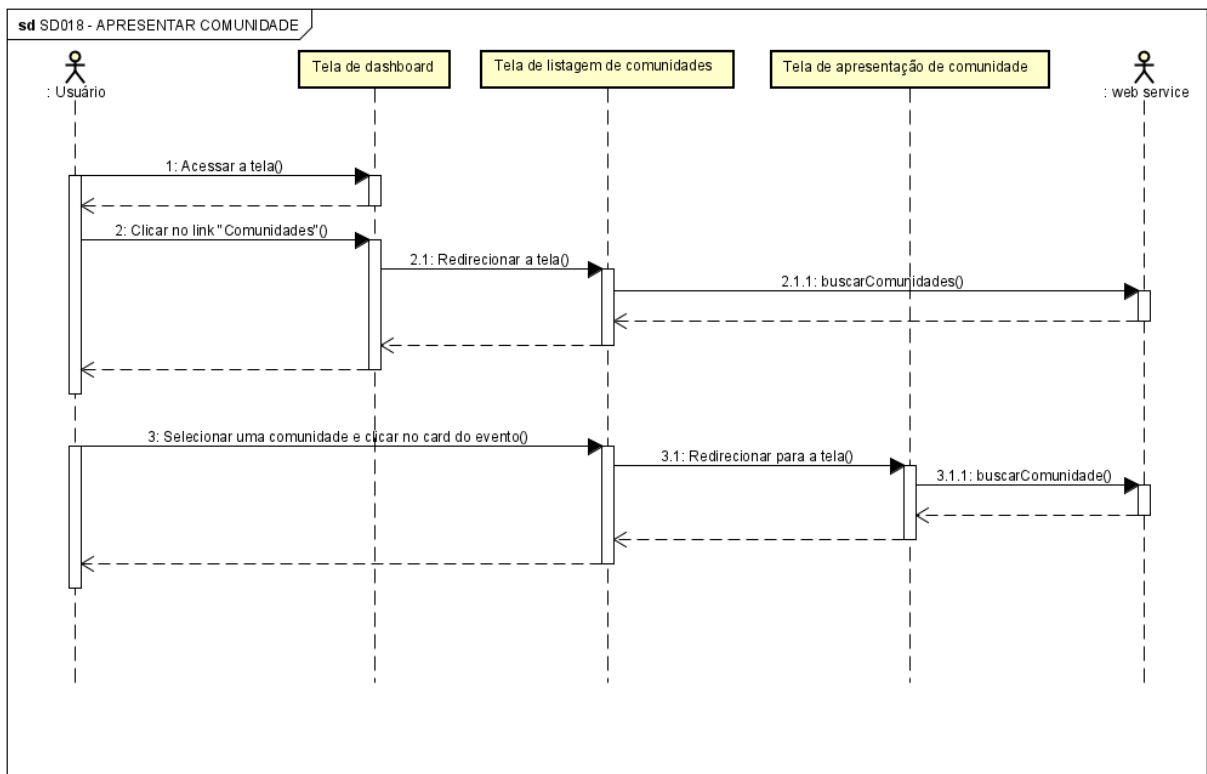 sd SD018 - APRESENTAR COMUNIDADE
: Usuário
Tela de dashboard
Tela de listagem de comunidades
Tela de apresentação de comunidade
: web service
1: Acessar a tela()
2: Clicar no link "Comunidades"()
2.1: Redirecionar a tela()
2.1.1: buscarComunidades()
3: Selecionar uma comunidade e clicar no card do evento()
3.1: Redirecionar para a tela()
3.1.1: buscarComunidade()